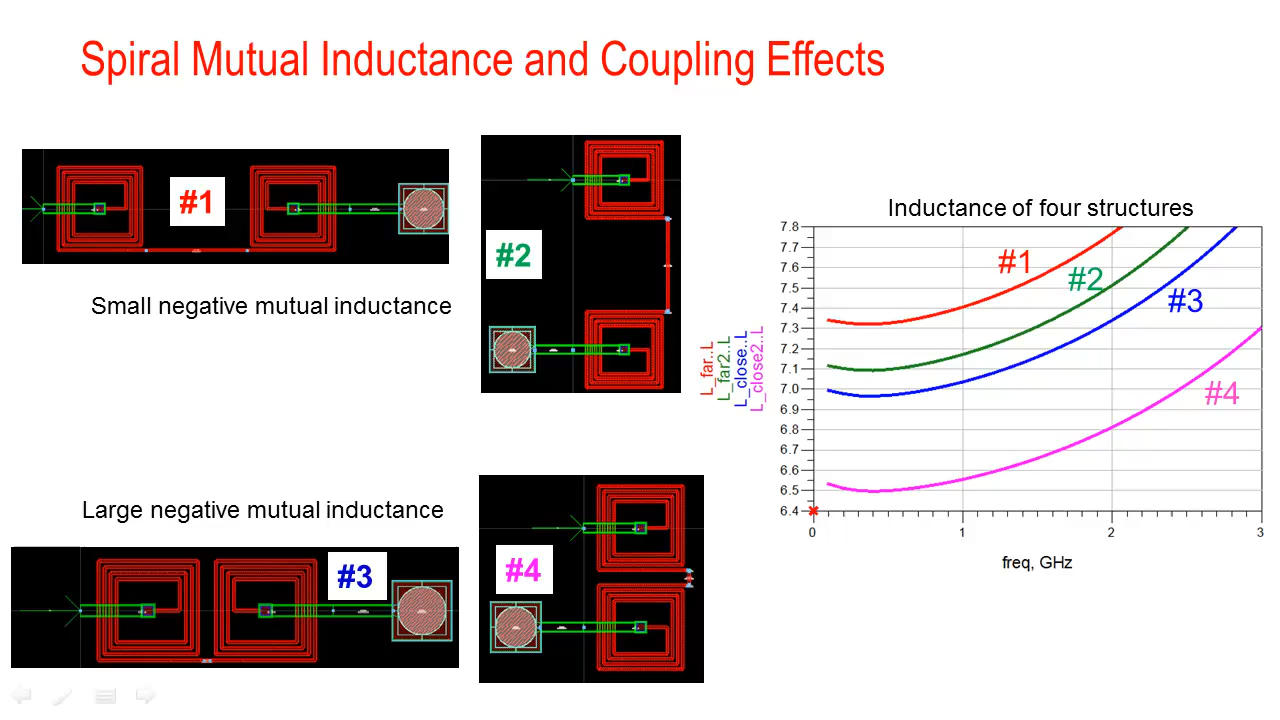 Spiral Mutual Inductance and Coupling Effects
#1
#2
Small negative mutual inductance
Large negative mutual inductance
#3
#4
Inductance of four structures
7.8
7.7
7.6
7.5
7.4
7.3
7.2
7.1
7.0
6.9
6.8
6.7
6.6
6.5
6.4
L_far..L
L_far2..L
L_close..L
L_close2..L
#1
#2
#3
#4
0 1 2 3
freq, GHz